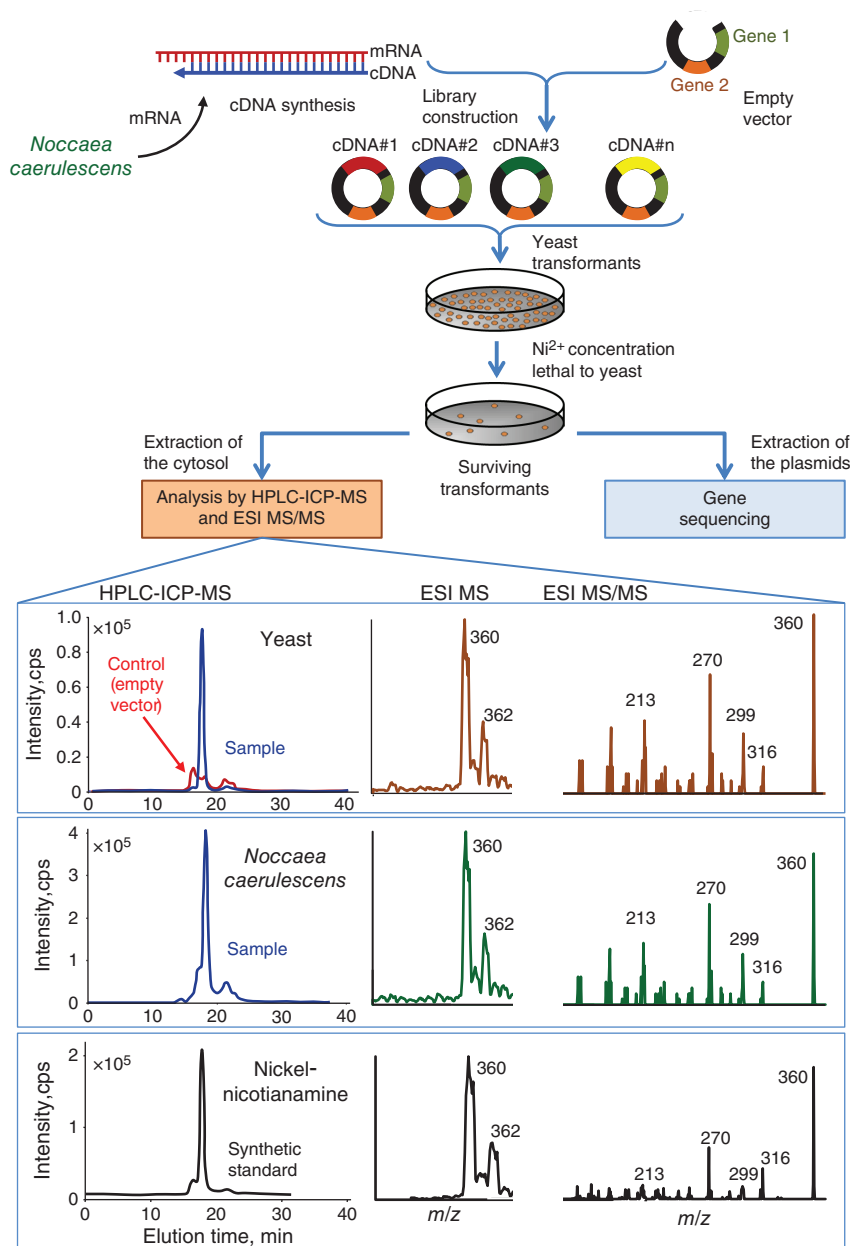 mRNA
cDNA
Gene 1
Gene 2
Empty
vector
mRNA
cDNA synthesis
Library
construction
Noccaea
caerulescens
cDNA#1
cDNA#2
cDNA#3
cDNA#n
Yeast
transformants
Ni²⁺ concentration
lethal to yeast
Extraction of
the cytosol
Surviving
transformants
Extraction of
the plasmids
Analysis by HPLC-ICP-MS
and ESI MS/MS
Gene
sequencing
HPLC-ICP-MS
ESI MS
ESI MS/MS
Intensity,cps
1.0
0.8
0.6
0.4
0.2
0
×10⁵
Yeast
Control
(empty
vector)
Sample
0
10
20
30
40
360
362
213
270
299
316
360
Intensity,cps
4
3
2
1
0
×10⁵
Noccaea
caerulescens
Sample
0
10
20
30
40
360
362
213
270
299
316
360
Intensity,cps
2
1
0
×10⁵
Nickel-
nicotianamine
Synthetic
standard
0
10
20
30
40
Elution time, min
360
362
m/z
213
270
299
316
360
m/z